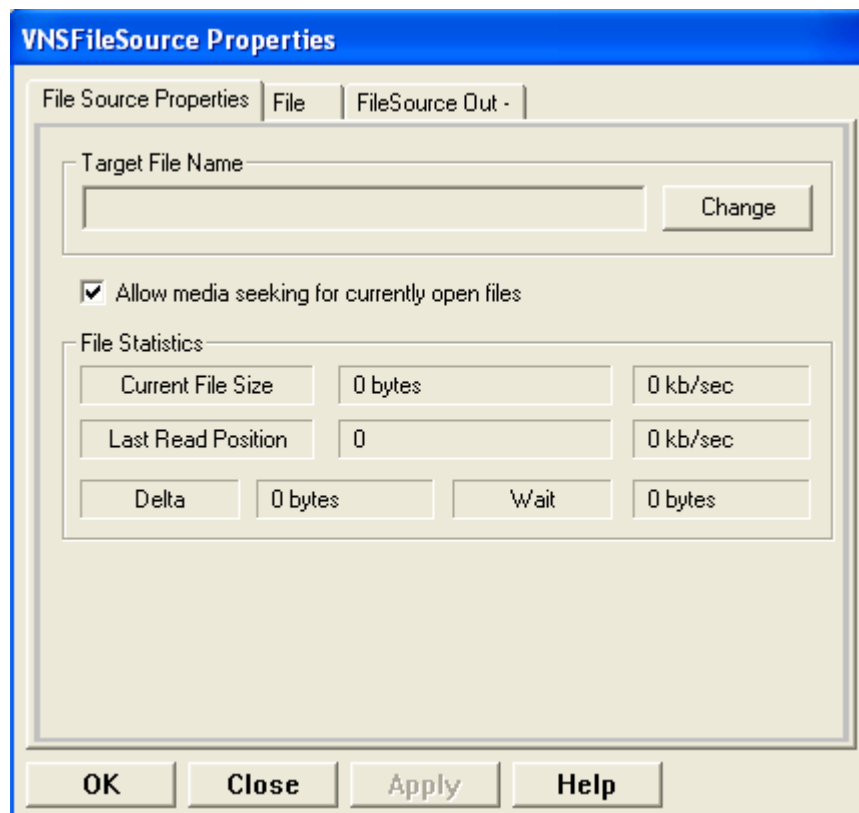 VNSFileSource Properties
File Source Properties File FileSource Out -
Target File Name
Change
Allow media seeking for currently open files
File Statistics
Current File Size 0 bytes 0 kb/sec
Last Read Position 0 0 kb/sec
Delta 0 bytes Wait 0 bytes
OK Close Apply Help